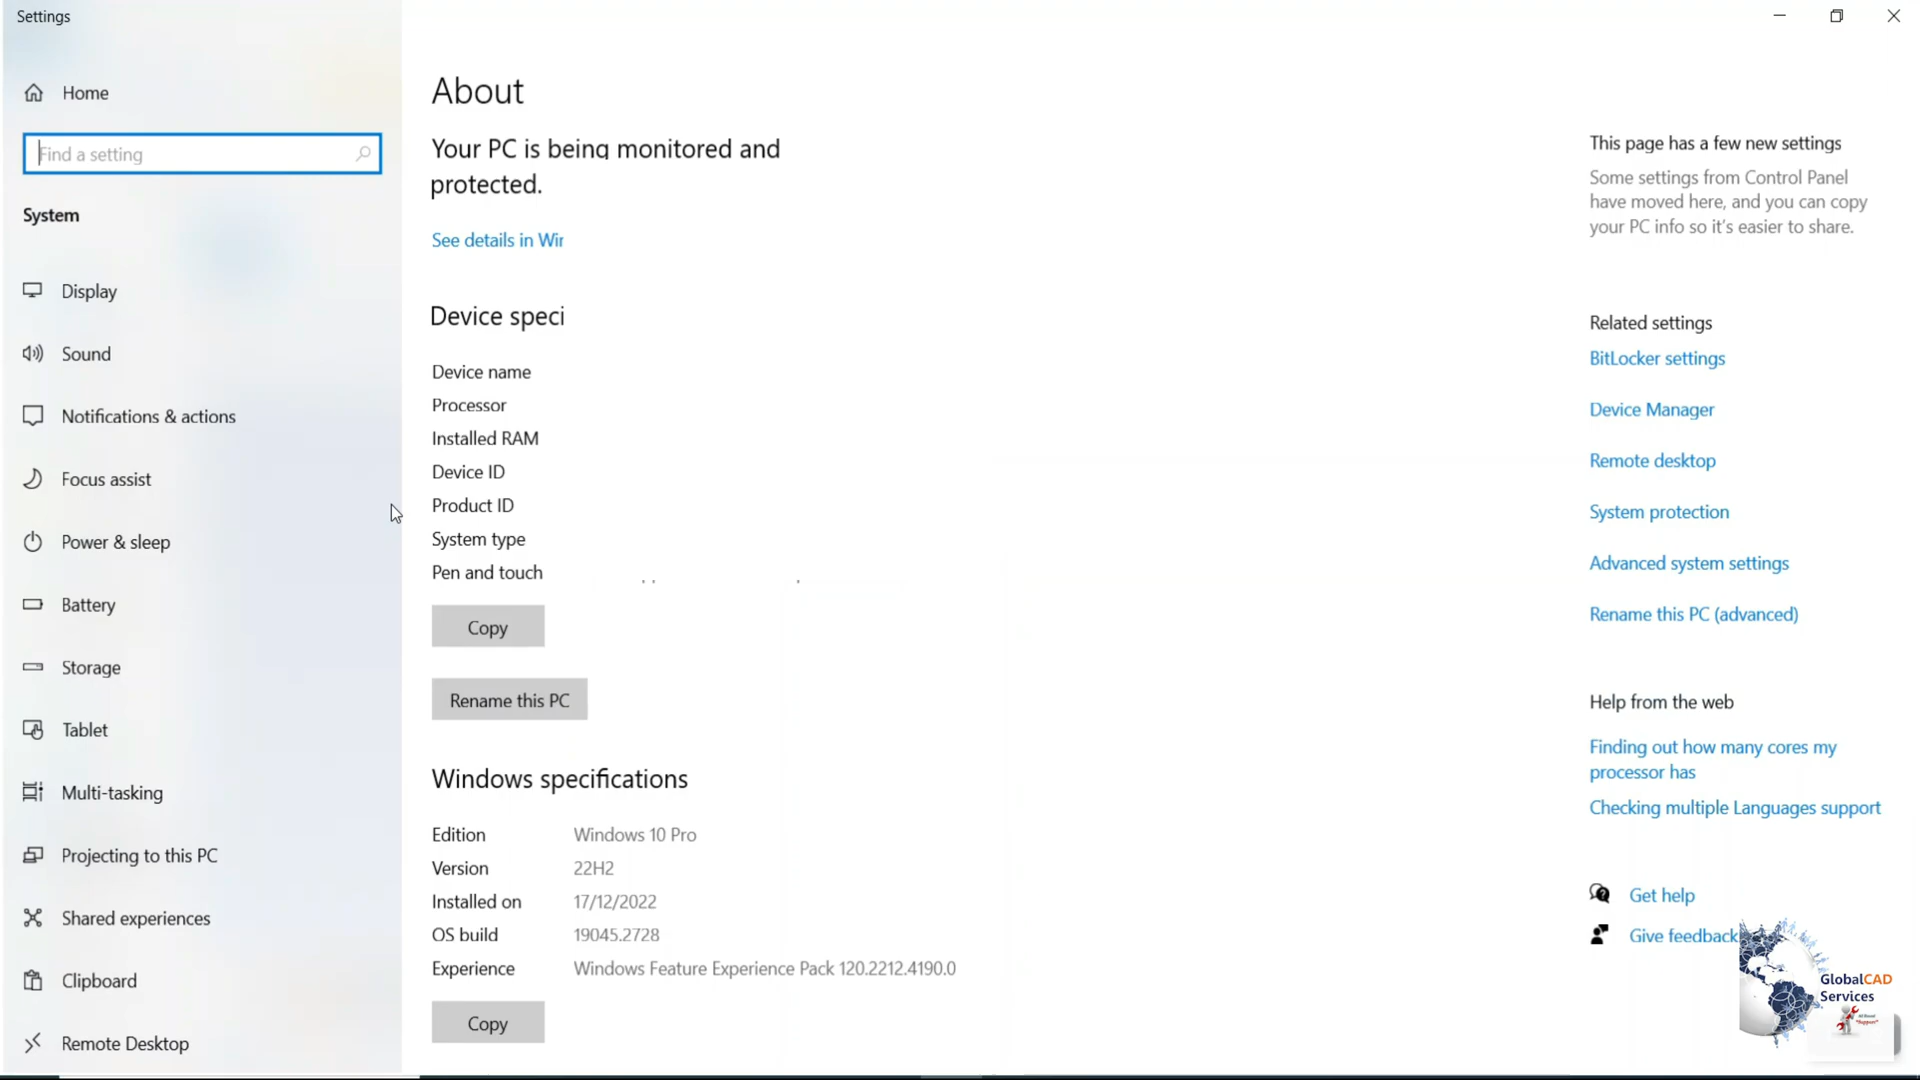 Settings
Home
Find a setting
System
Display
Sound
Notifications & actions
Focus assist
Power & sleep
Battery
Storage
Tablet
Multi-tasking
Projecting to this PC
Shared experiences
Clipboard
Remote Desktop
About
Your PC is being monitored and
protected.
See details in Wir
Device speci
Device name
Processor
Installed RAM
Device ID
Product ID
System type
Pen and touch
Copy
Rename this PC
Windows specifications
Edition Windows 10 Pro
Version 22H2
Installed on 17/12/2022
OS build 19045.2728
Experience Windows Feature Experience Pack 120.2212.4190.0
Copy
This page has a few new settings
Some settings from Control Panel
have moved here, and you can copy
your PC info so it's easier to share.
Related settings
BitLocker settings
Device Manager
Remote desktop
System protection
Advanced system settings
Rename this PC (advanced)
Help from the web
Finding out how many cores my
processor has
Checking multiple Languages support
Get help
Give feedback
GlobalCAD
Services